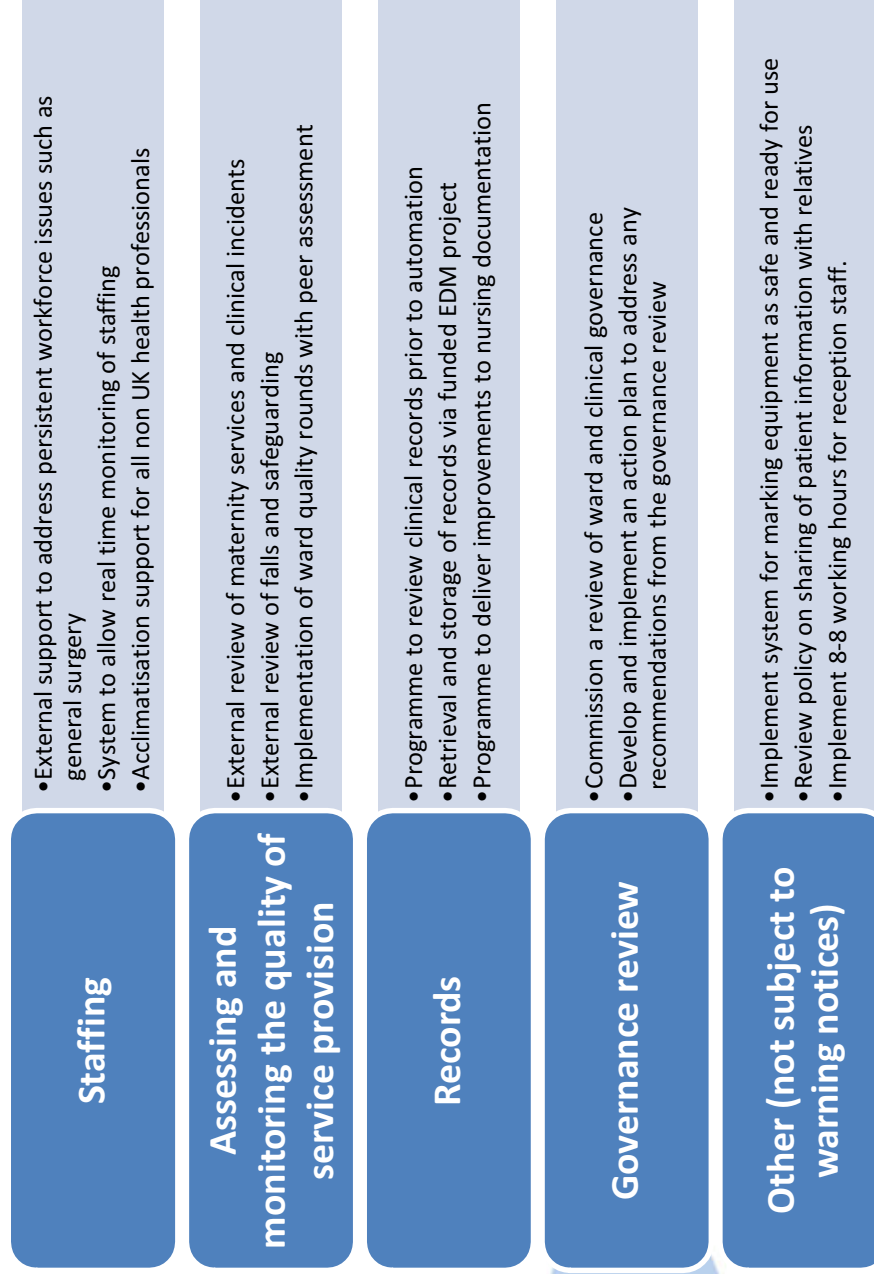 Staffing
•External support to address persistent workforce issues such as
general surgery
•System to allow real time monitoring of staffing
•Acclimatisation support for all non UK health professionals
Assessing and
monitoring the quality of
service provision
•External review of maternity services and clinical incidents
•External review of falls and safeguarding
•Implementation of ward quality rounds with peer assessment
Records
•Programme to review clinical records prior to automation
•Retrieval and storage of records via funded EDM project
•Programme to deliver improvements to nursing documentation
Governance review
•Commission a review of ward and clinical governance
•Develop and implement an action plan to address any
recommendations from the governance review
Other (not subject to
warning notices)
•Implement system for marking equipment as safe and ready for use
•Review policy on sharing of patient information with relatives
•Implement 8-8 working hours for reception staff.